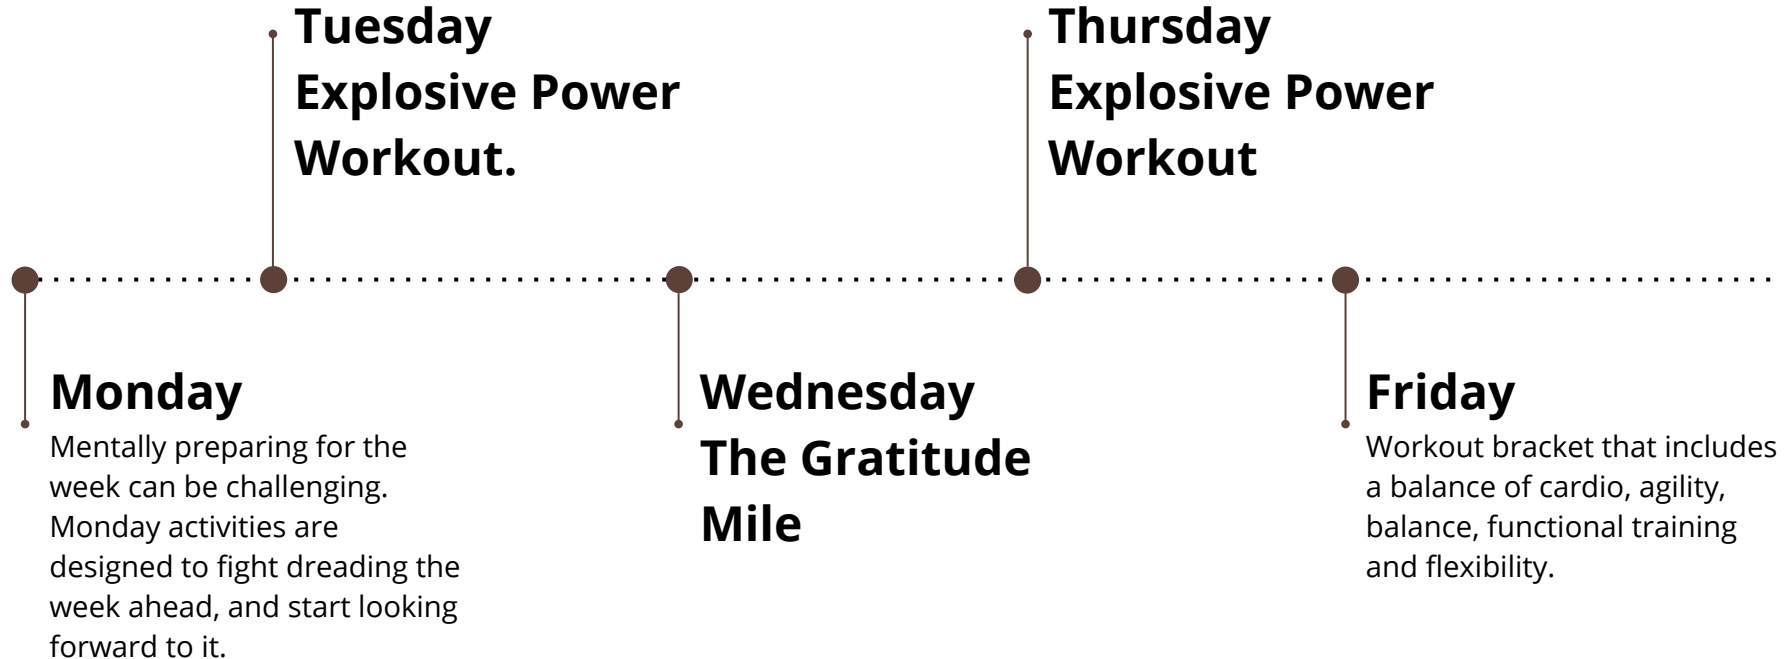 Tuesday
Explosive Power
Workout.
Thursday
Explosive Power
Workout
Monday
Mentally preparing for the
week can be challenging.
Monday activities are
designed to fight dreading the
week ahead, and start looking
forward to it.
Wednesday
The Gratitude
Mile
Friday
Workout bracket that includes
a balance of cardio, agility,
balance, functional training
and flexibility.